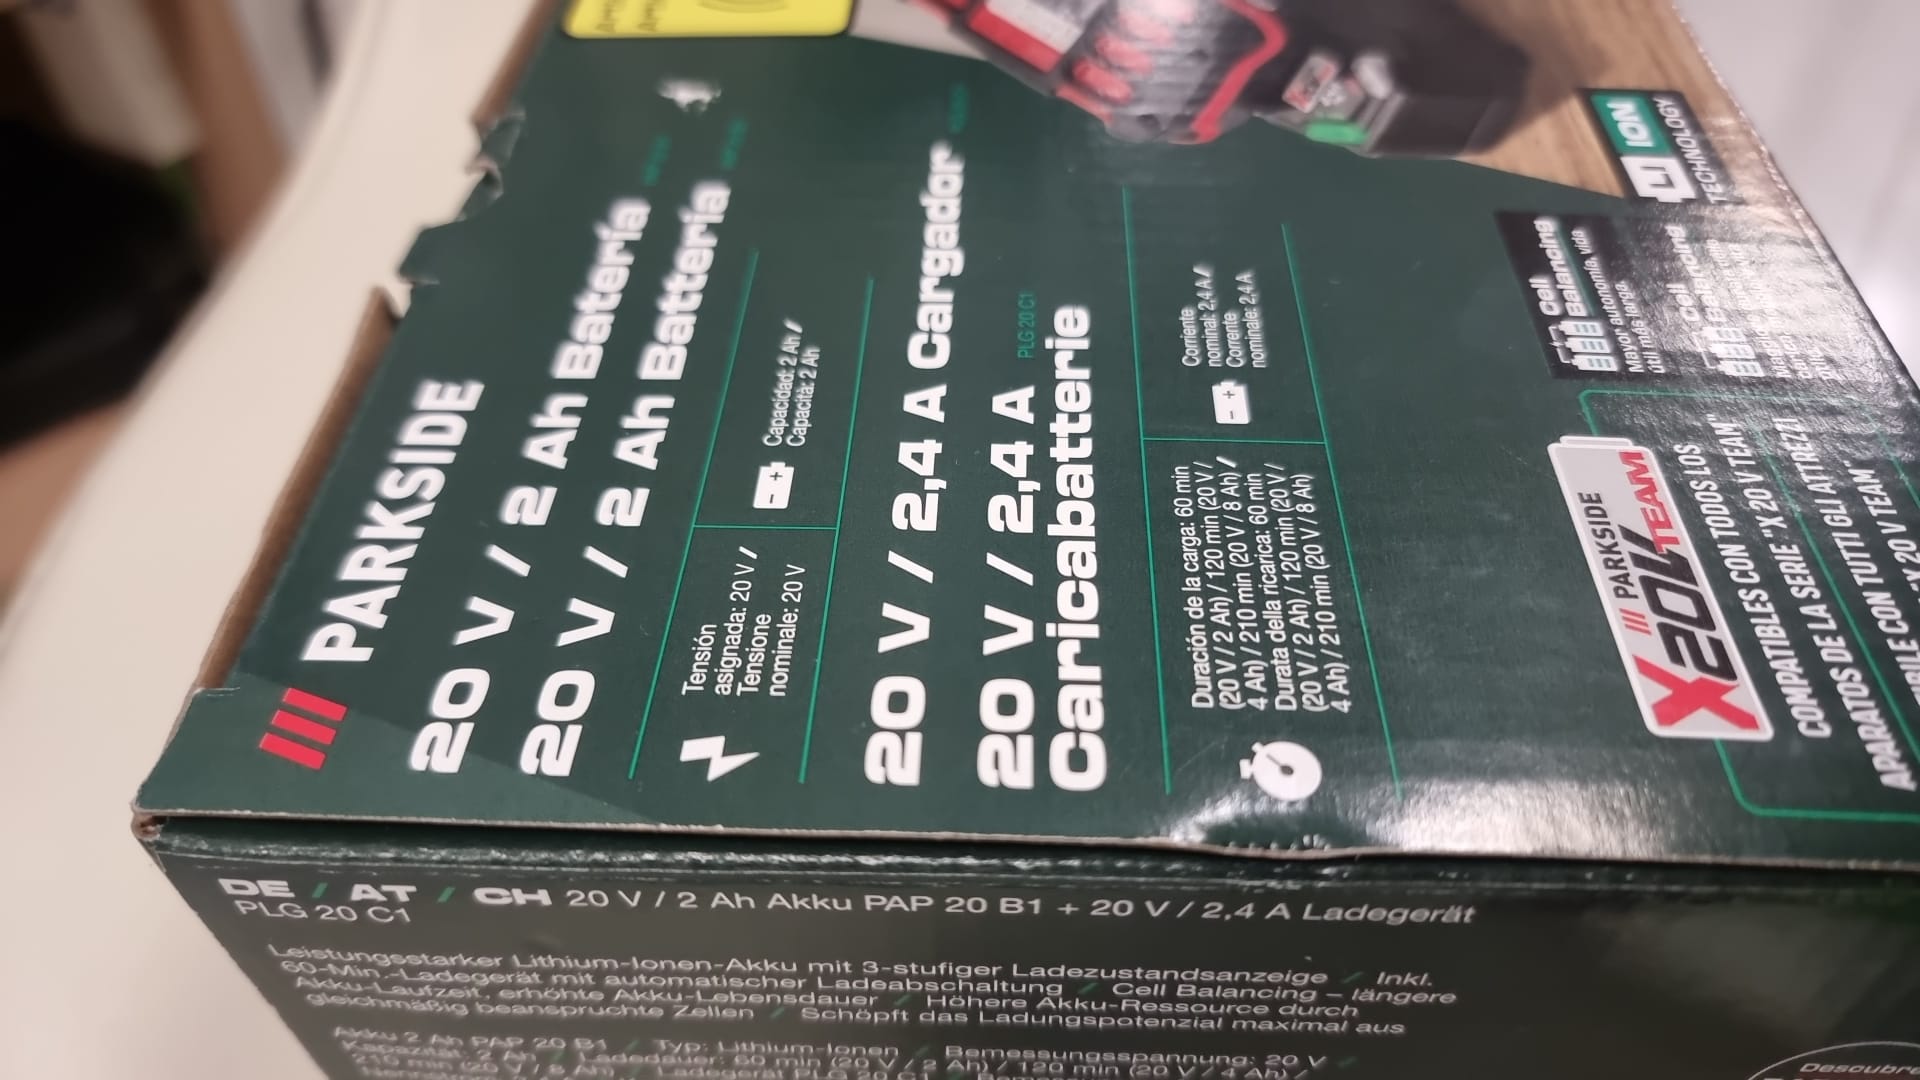 PARKSIDE
20 V / 2 Ah Batería
20 V / 2 Ah Batteria
Tensión
asignada: 20 V /
Tensione
nominale: 20 V
Capacidad: 2 Ah /
Capacità: 2 Ah
20 V / 2,4 A Cargador
20 V / 2,4 A PLG 20 C1
Caricabatterie
Duración de la carga: 60 min
(20 V / 2 Ah) / 120 min (20 V /
4 Ah) / 210 min (20 V / 8 Ah) /
Durata della ricarica: 60 min
(20 V / 2 Ah) / 120 min (20 V /
4 Ah) / 210 min (20 V / 8 Ah)
Corriente
nominal: 2,4 A /
Corrente
nominale: 2,4 A
LI ION
TECHNOLOGY
Cell
Balancing
Mayor autonomía, vida
útil más larga.
Cell
Balancing
PARKSIDE
X20V
TEAM
COMPATIBLES CON TODOS LOS
APARATOS DE LA SERIE "X 20 V TEAM"
CON TUTTI GLI ATTREZZI
X 20 V TEAM"
DE / AT / CH 20 V / 2 Ah Akku PAP 20 B1 + 20 V / 2,4 A Ladegerät
PLG 20 C1
Leistungsstarker Lithium-Ionen-Akku mit 3-stufiger Ladezustandsanzeige / Inkl.
60-Min.-Ladegerät mit automatischer Ladeabschaltung / Cell Balancing – längere
Akku-Laufzeit, erhöhte Akku-Lebensdauer / Höhere Akku-Ressource durch
gleichmäßig beanspruchte Zellen / Schöpft das Ladungspotenzial maximal aus
Akku 2 Ah PAP 20 B1 / Typ: Lithium-Ionen / Bemessungsspannung: 20 V /
Kapazität: 2 Ah / Ladedauer: 60 min (20 V / 2 Ah) / 120 min (20 V / 4 Ah) /
210 min (20 V / 8 Ah) / Ladegerät PLG 20 C1
Descubre